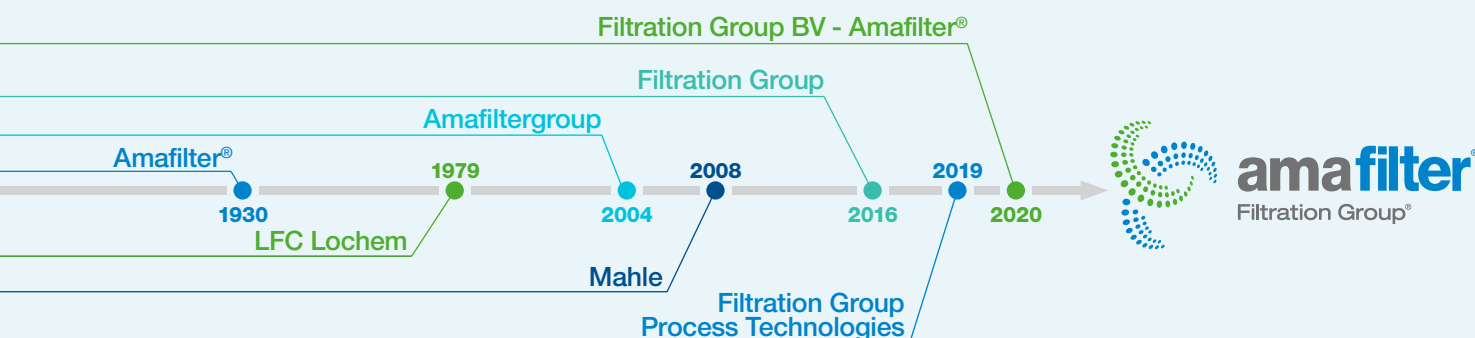 Filtration Group BV - Amafilter®
Filtration Group
Amafiltergroup
Amafilter®
1979
2008
2019
1930
2004
2016
2020
LFC Lochem
Mahle
Filtration Group
Process Technologies
amafilter®
Filtration Group®